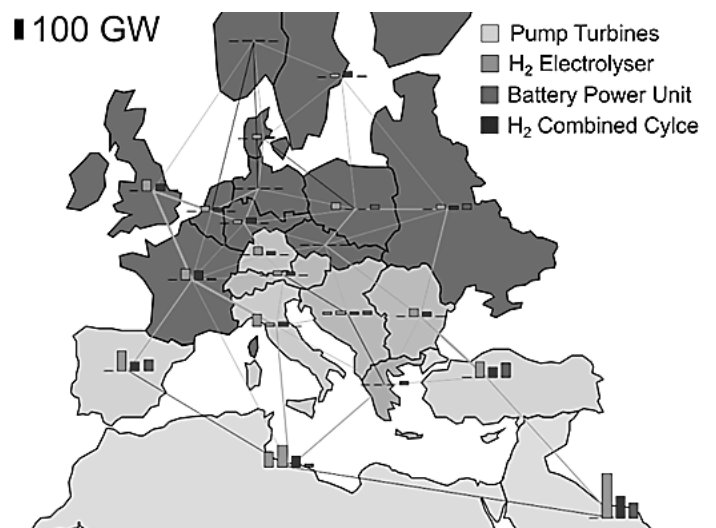 100 GW
Pump Turbines
H₂ Electrolyser
Battery Power Unit
H₂ Combined Cylce